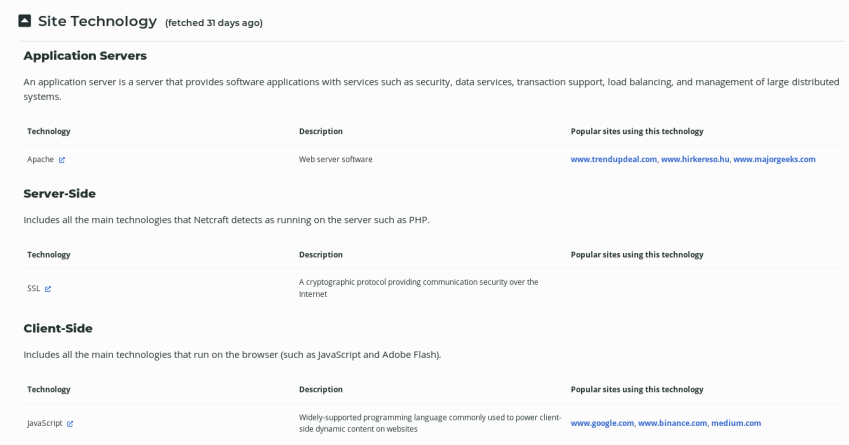 Site Technology (fetched 31 days ago)
Application Servers
An application server is a server that provides software applications with services such as security, data services, transaction support, load balancing, and management of large distributed
systems.
Technology Description Popular sites using this technology
Apache Web server software www.trendupdeal.com, www.hirkereso.hu, www.majorgeeks.com
Server-Side
Includes all the main technologies that Netcraft detects as running on the server such as PHP.
Technology Description Popular sites using this technology
SSL A cryptographic protocol providing communication security over the
Internet
Client-Side
Includes all the main technologies that run on the browser (such as JavaScript and Adobe Flash).
Technology Description Popular sites using this technology
JavaScript Widely-supported programming language commonly used to power client-
side dynamic content on websites www.google.com, www.binance.com, medium.com